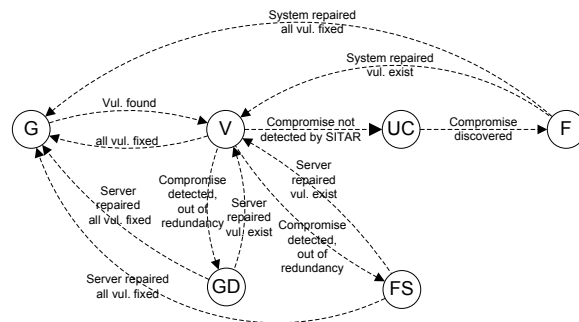 System repaired
all vul. fixed
System repaired
vul. exist
Vul. found
G
V
UC
F
all vul. fixed
Compromise not
detected by SITAR
Compromise
discovered
Server
repaired
all vul. fixed
Compromise
detected,
out of
redundancy
Server
repaired
vul. exist
Server
repaired
vul. exist
Compromise
detected,
out of
redundancy
Server repaired
all vul. fixed
GD
FS